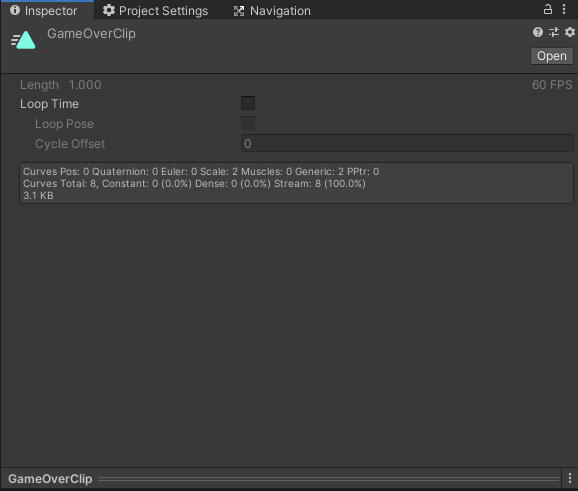 Inspector Project Settings Navigation
GameOverClip
Open
Length 1.000 60 FPS
Loop Time
Loop Pose
Cycle Offset 0
Curves Pos: 0 Quaternion: 0 Euler: 0 Scale: 2 Muscles: 0 Generic: 2 PPtr: 0
Curves Total: 8, Constant: 0 (0.0%) Dense: 0 (0.0%) Stream: 8 (100.0%)
3.1 KB
GameOverClip